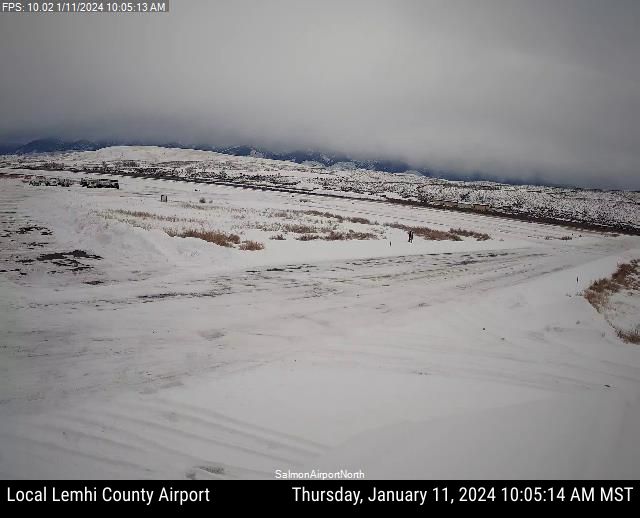 FPS: 10.02 1/11/2024 10:05:13 AM
SalmonAirportNorth
Local Lemhi County Airport Thursday, January 11, 2024 10:05:14 AM MST